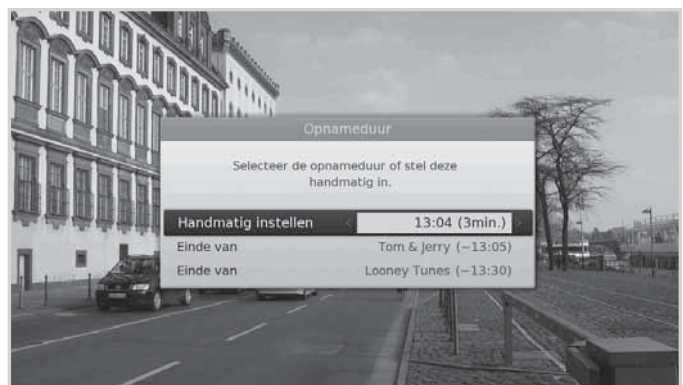 Opnameduur
Selecteer de opnameduur of stel deze
handmatig in.
Handmatig instellen < 13:04 (3min.) >
Einde van Tom & Jerry (~13:05)
Einde van Looney Tunes (~13:30)